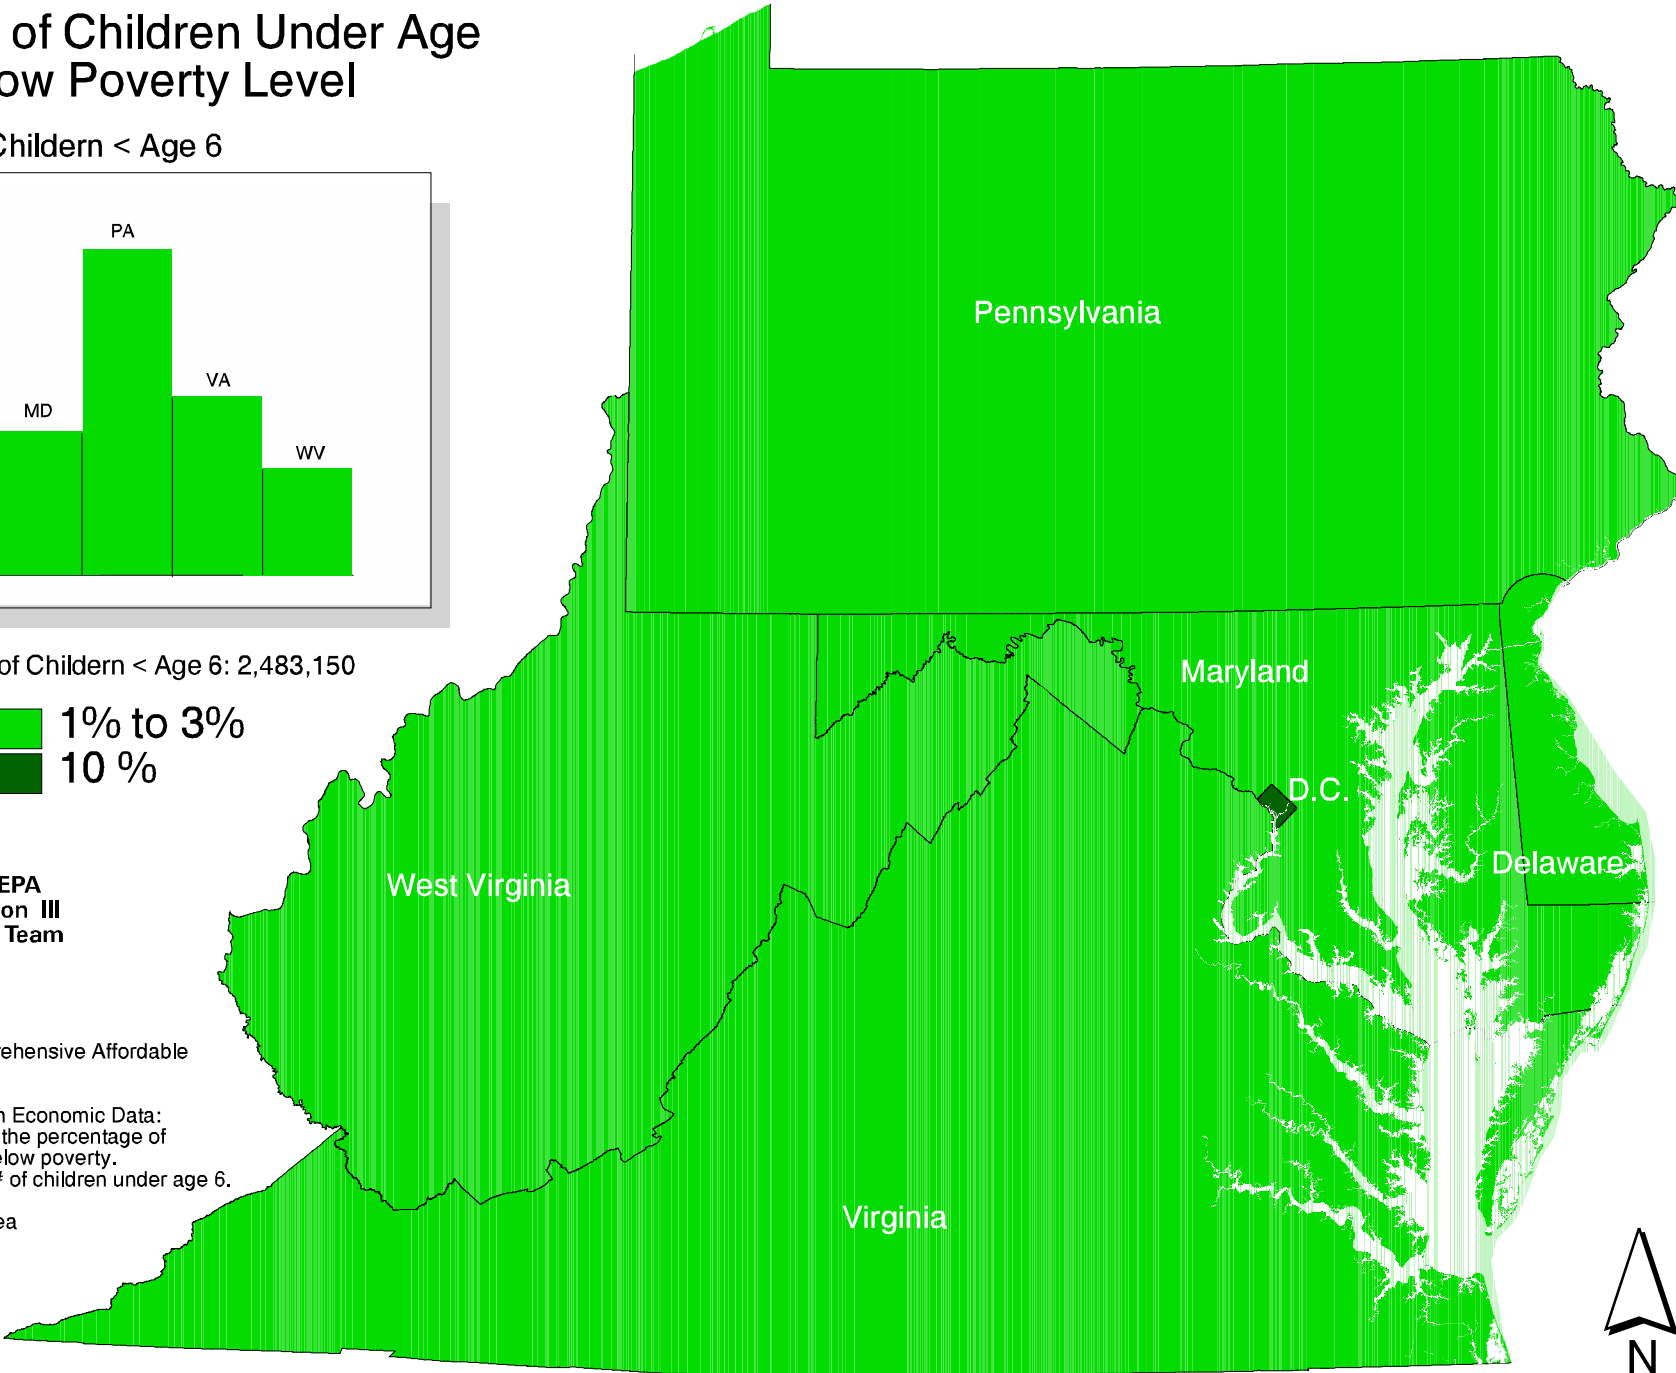 of Children Under Age
ow Poverty Level
Childern < Age 6
PA
VA
MD
WV
of Childern < Age 6: 2,483,150
1% to 3%
10 %
EPA
on III
Team
rehensive Affordable
n Economic Data:
the percentage of
elow poverty.
# of children under age 6.
ea
Pennsylvania
Maryland
D.C.
Delaware
West Virginia
Virginia
N